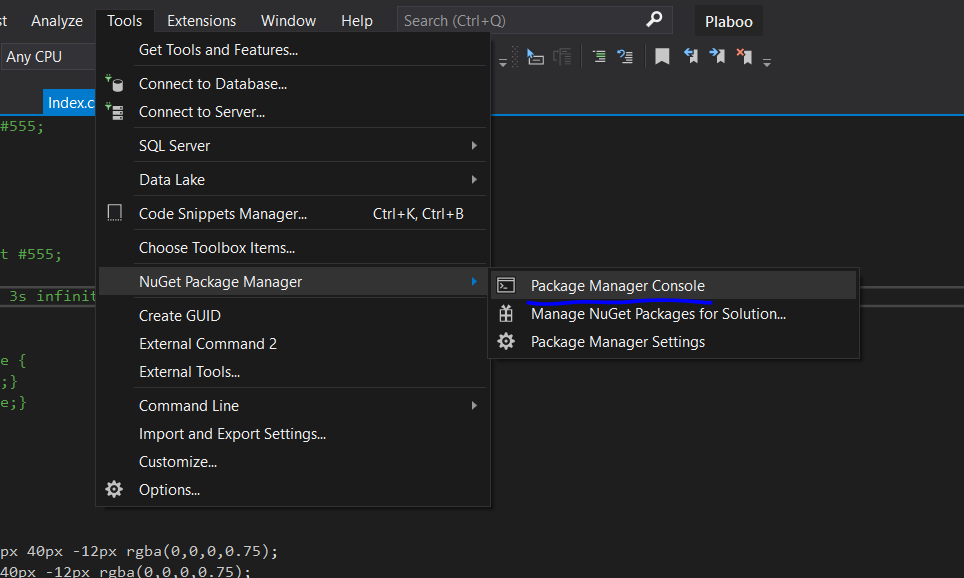 st Analyze Tools Extensions Window Help Search (Ctrl+Q) Plaboo
Any CPU
Get Tools and Features...
Connect to Database...
Index.c
Connect to Server...
#555;
SQL Server
Data Lake
Code Snippets Manager... Ctrl+K, Ctrl+B
Choose Toolbox Items...
t #555;
NuGet Package Manager
Package Manager Console
3s infinit
Manage NuGet Packages for Solution...
Package Manager Settings
Create GUID
External Command 2
e {
External Tools...
;}
e;}
Command Line
Import and Export Settings...
Customize...
Options...
px 40px -12px rgba(0,0,0,0.75);
40px -12px rgba(0,0,0,0.75);